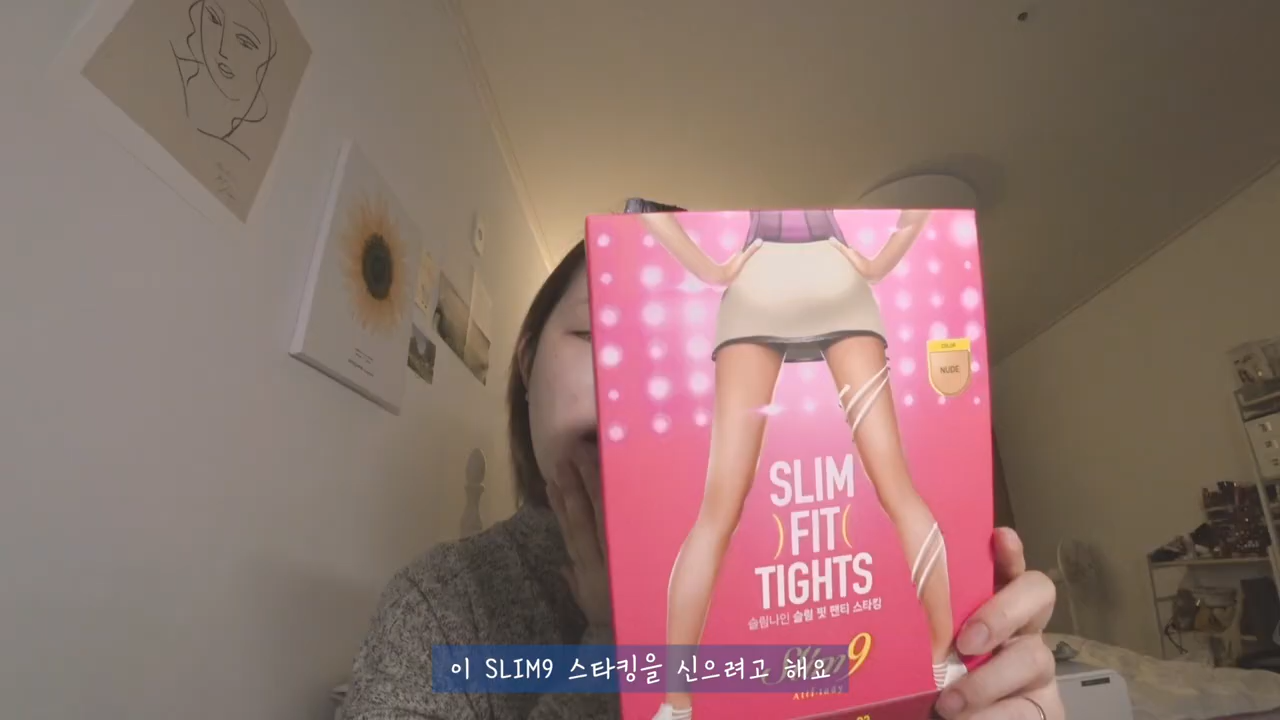 COLOR
NUDE
SLIM
FIT
TIGHTS
슬림나인 슬림 핏 팬티 스타킹
Slim9
이 SLIM9 스타킹을 신으려고 해요